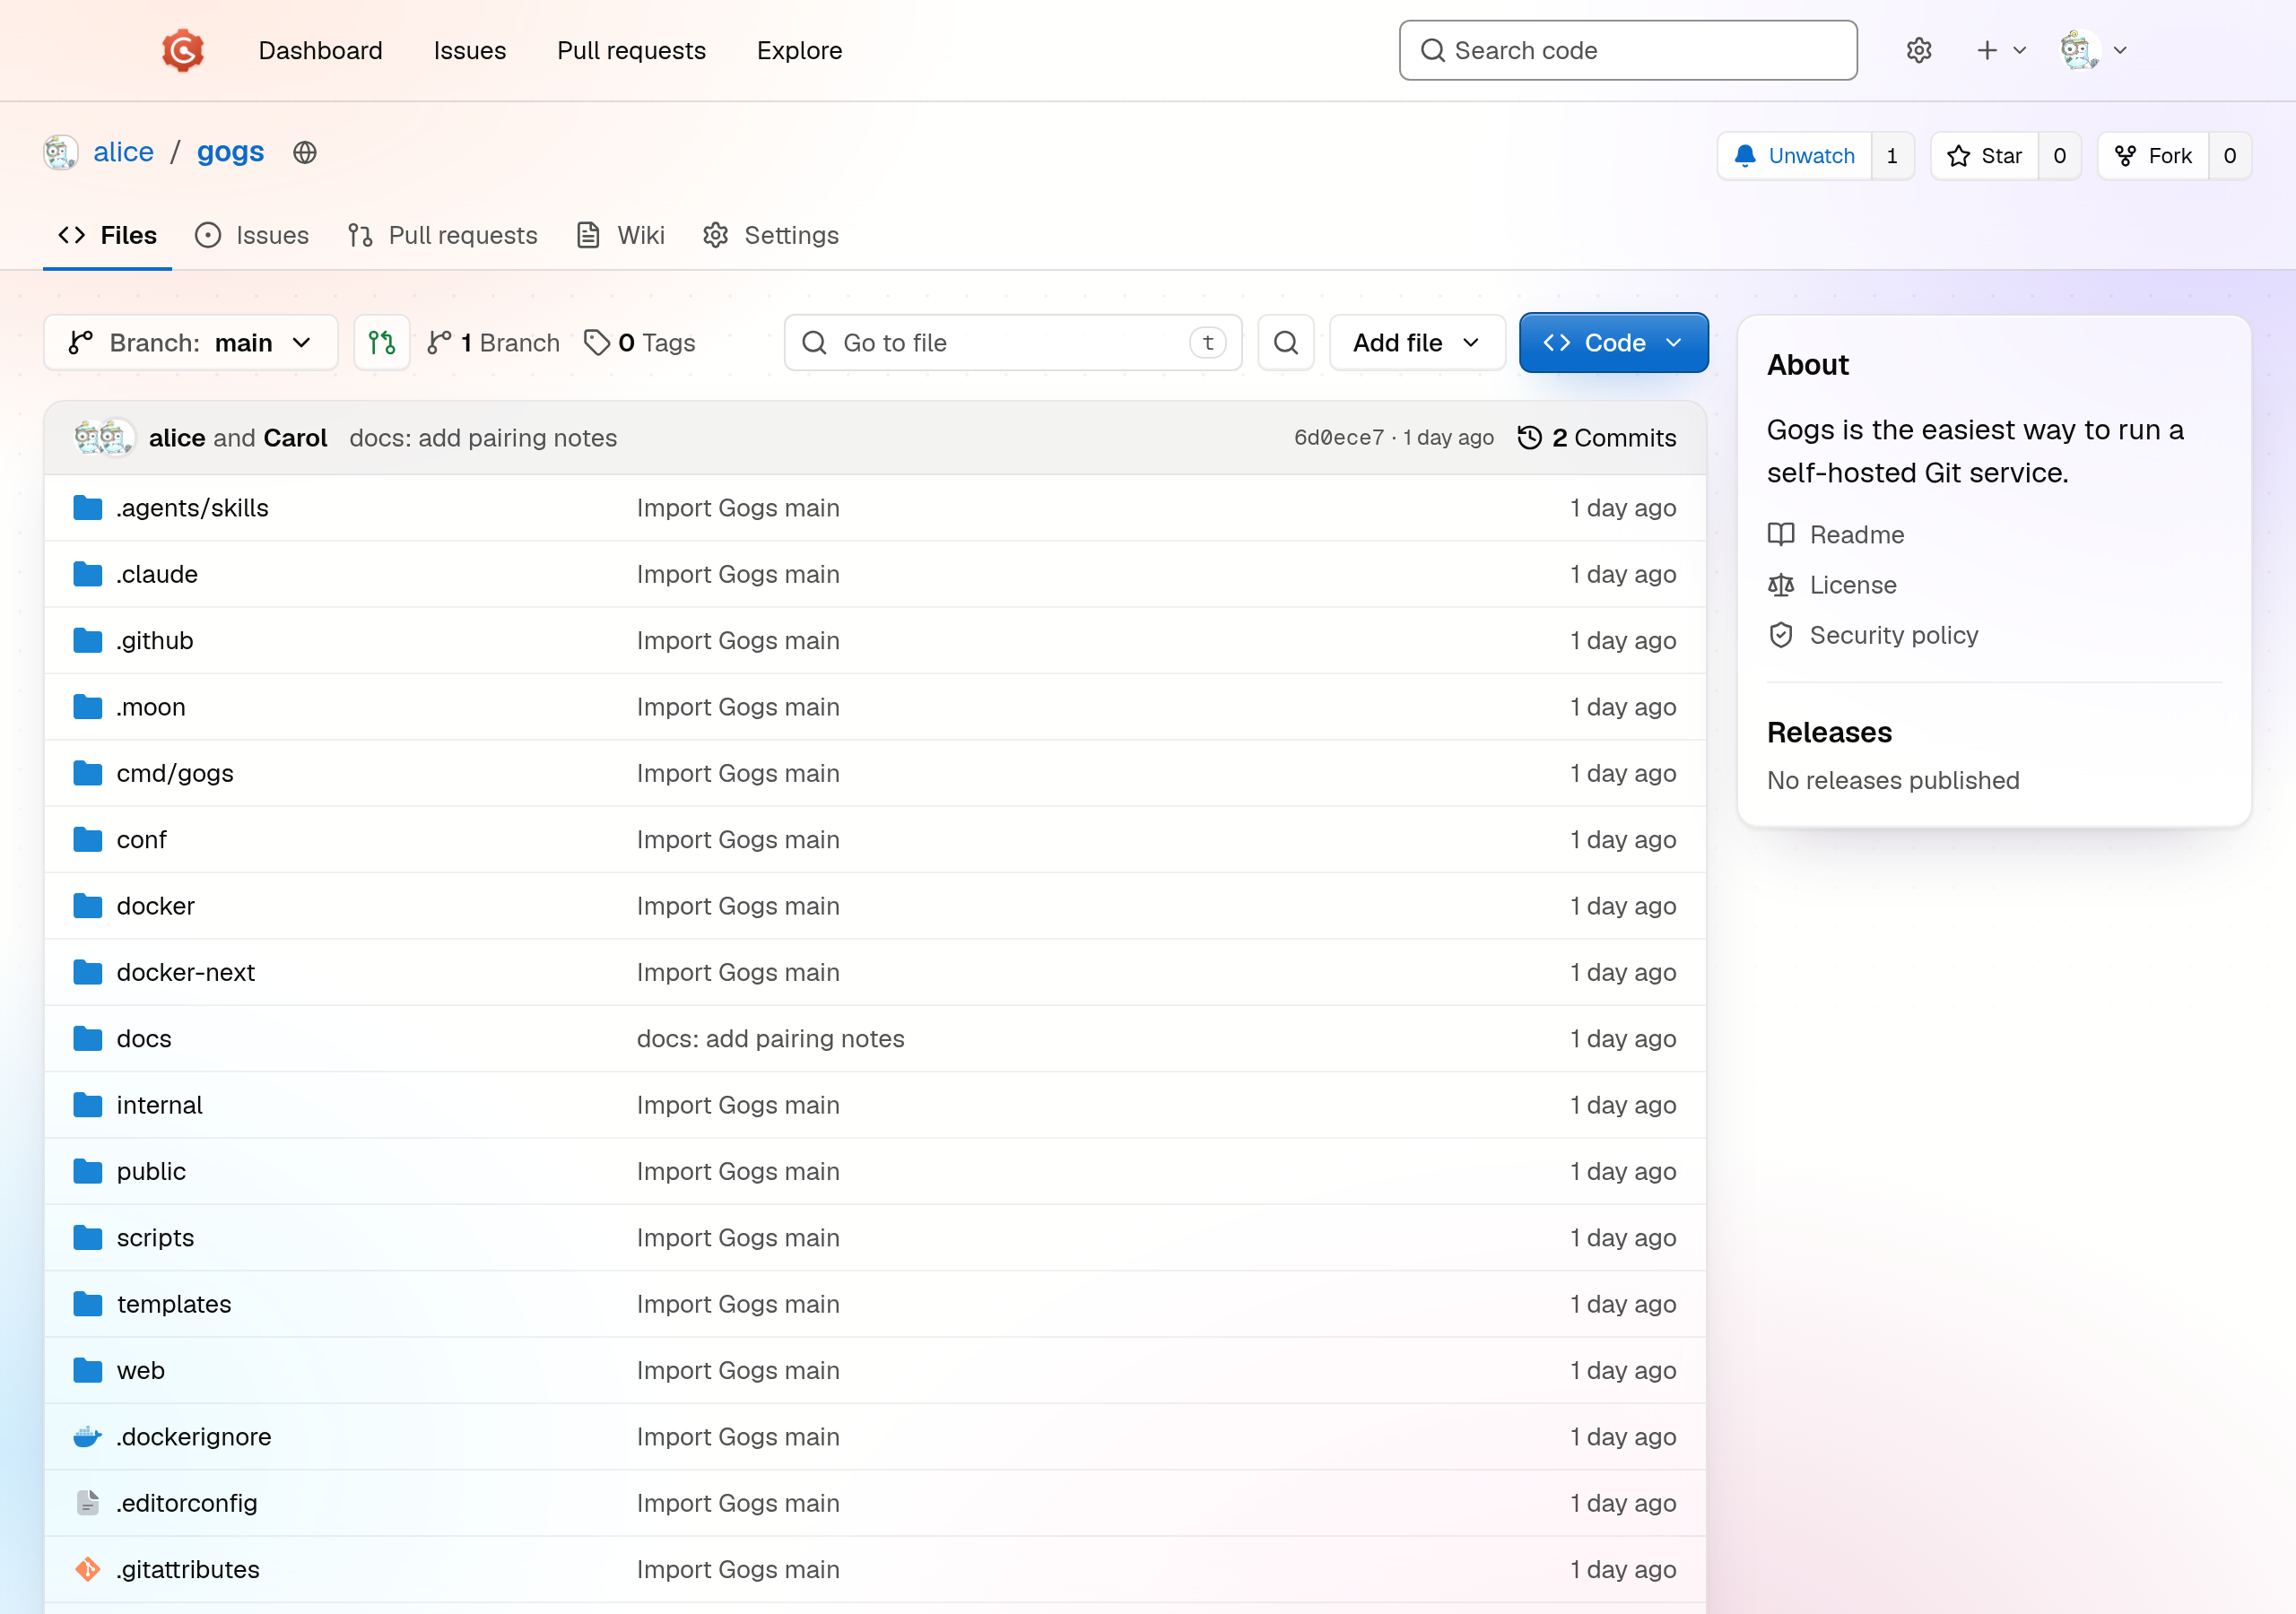 Dashboard Issues Pull requests Explore Search code
alice / gogs Unwatch 1 Star 0 Fork 0
Files Issues Pull requests Wiki Settings
Branch: main 1 Branch 0 Tags Go to file t Add file Code
alice and Carol docs: add pairing notes 6d0ece7 · 1 day ago 2 Commits
.agents/skills Import Gogs main 1 day ago
.claude Import Gogs main 1 day ago
.github Import Gogs main 1 day ago
.moon Import Gogs main 1 day ago
cmd/gogs Import Gogs main 1 day ago
conf Import Gogs main 1 day ago
docker Import Gogs main 1 day ago
docker-next Import Gogs main 1 day ago
docs docs: add pairing notes 1 day ago
internal Import Gogs main 1 day ago
public Import Gogs main 1 day ago
scripts Import Gogs main 1 day ago
templates Import Gogs main 1 day ago
web Import Gogs main 1 day ago
.dockerignore Import Gogs main 1 day ago
.editorconfig Import Gogs main 1 day ago
.gitattributes Import Gogs main 1 day ago
About
Gogs is the easiest way to run a
self-hosted Git service.
Readme
License
Security policy
Releases
No releases published